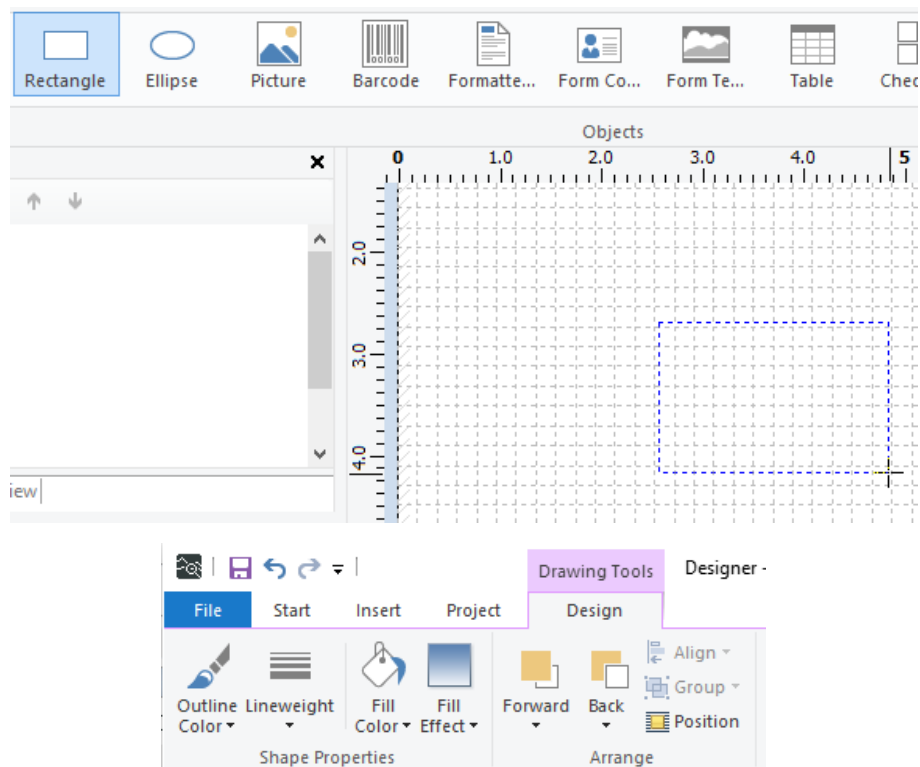 Rectangle Ellipse Picture Barcode Formatte... Form Co... Form Te... Table Chec
Objects
0 1.0 2.0 3.0 4.0 5
2.0
3.0
4.0
iew
Drawing Tools Designer -
File Start Insert Project Design
Outline Color Lineweight Fill Color Fill Effect Forward Back Align Group Position
Shape Properties Arrange